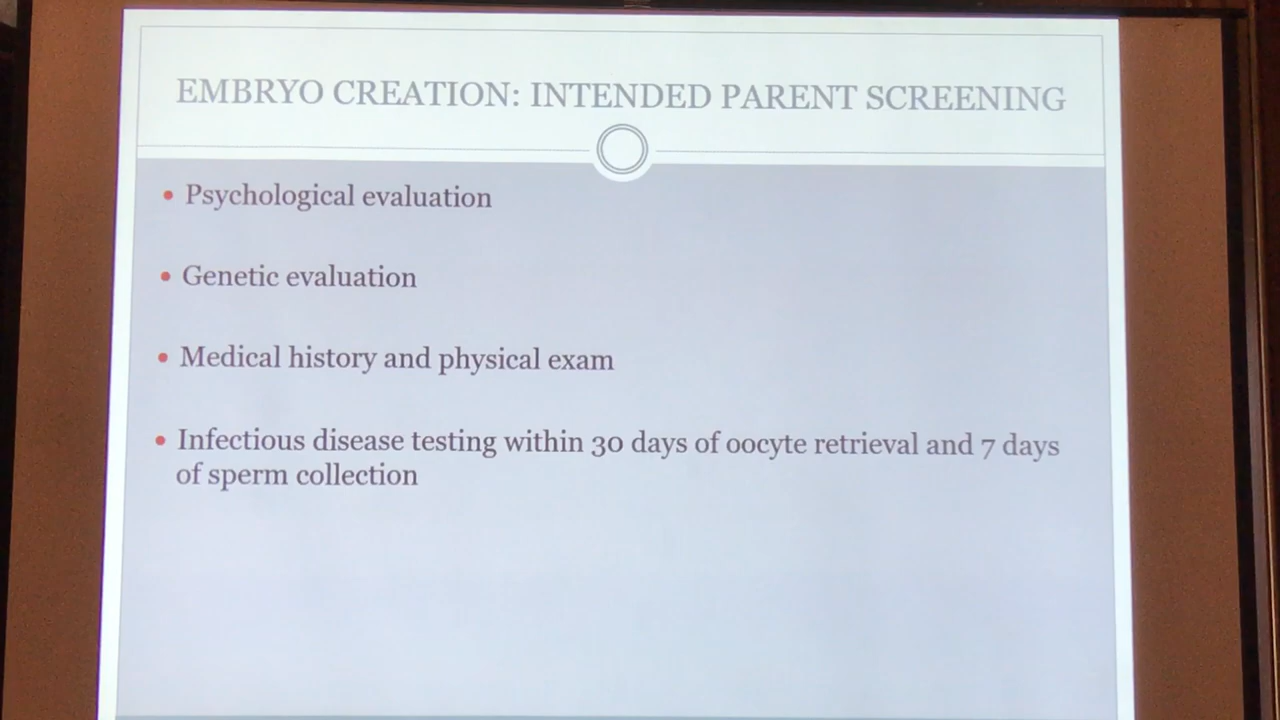 EMBRYO CREATION: INTENDED PARENT SCREENING
• Psychological evaluation
• Genetic evaluation
• Medical history and physical exam
• Infectious disease testing within 30 days of oocyte retrieval and 7 days
of sperm collection